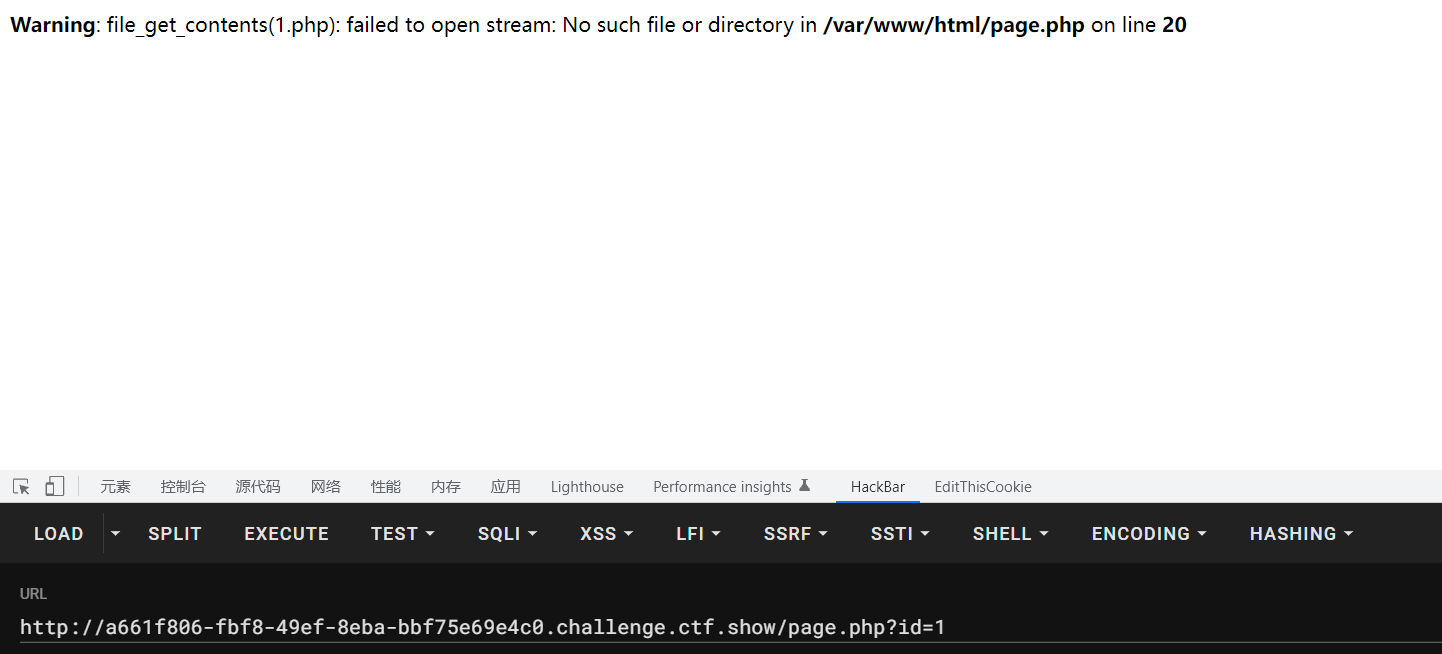 Warning: file_get_contents(1.php): failed to open stream: No such file or directory in /var/www/html/page.php on line 20
元素 控制台 源代码 网络 性能 内存 应用 Lighthouse Performance insights HackBar EditThisCookie
LOAD SPLIT EXECUTE TEST SQLI XSS LFI SSRF SSTI SHELL ENCODING HASHING
URL
http://a661f806-fbf8-49ef-8eba-bbf75e69e4c0.challenge.ctf.show/page.php?id=1